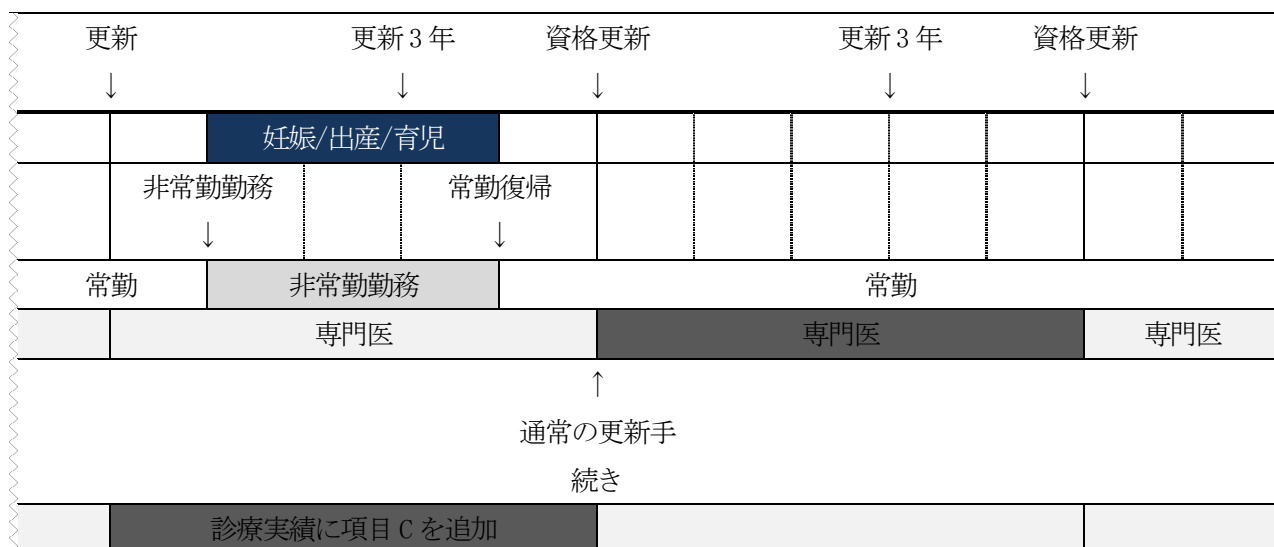 更新 更新3年 資格更新 更新3年 資格更新
↓ ↓ ↓ ↓ ↓
妊娠/出産/育児
非常勤勤務 常勤復帰
↓ ↓
常勤 非常勤勤務 常勤
専門医 専門医 専門医
↑
通常の更新手
続き
診療実績に項目Cを追加